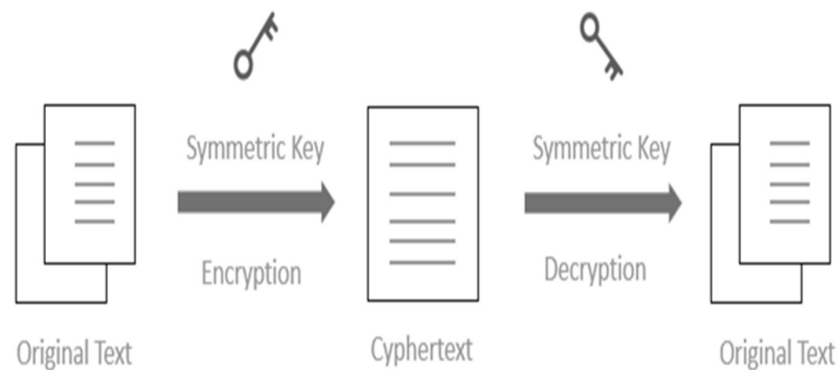 Symmetric Key
Symmetric Key
Encryption
Decryption
Original Text
Cyphertext
Original Text